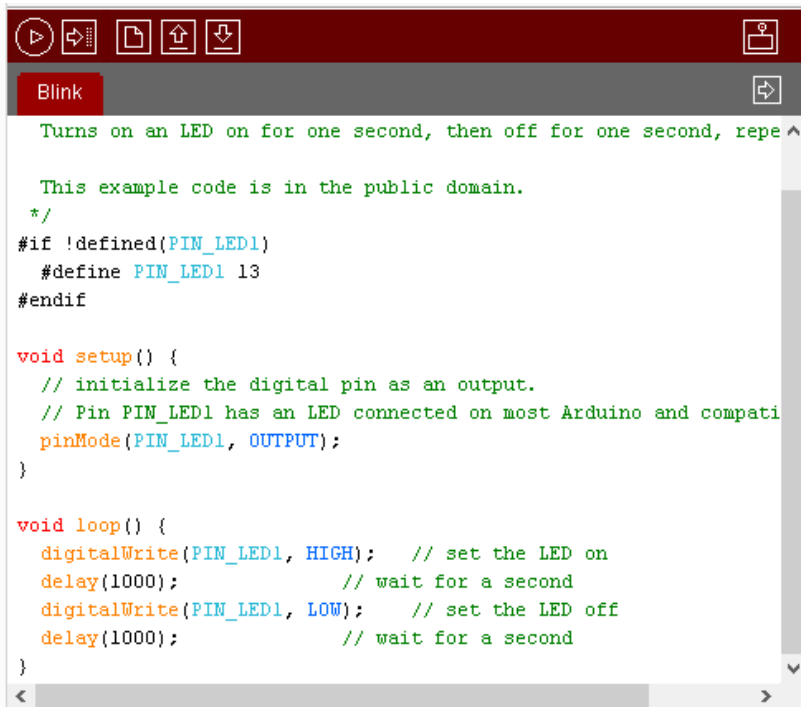 Blink
Turns on an LED on for one second, then off for one second, repe
This example code is in the public domain.
*/
#if !defined(PIN_LED1)
#define PIN_LED1 13
#endif
void setup() {
// initialize the digital pin as an output.
// Pin PIN_LED1 has an LED connected on most Arduino and compati
pinMode(PIN_LED1, OUTPUT);
}
void loop() {
digitalWrite(PIN_LED1, HIGH); // set the LED on
delay(1000); // wait for a second
digitalWrite(PIN_LED1, LOW); // set the LED off
delay(1000); // wait for a second
}